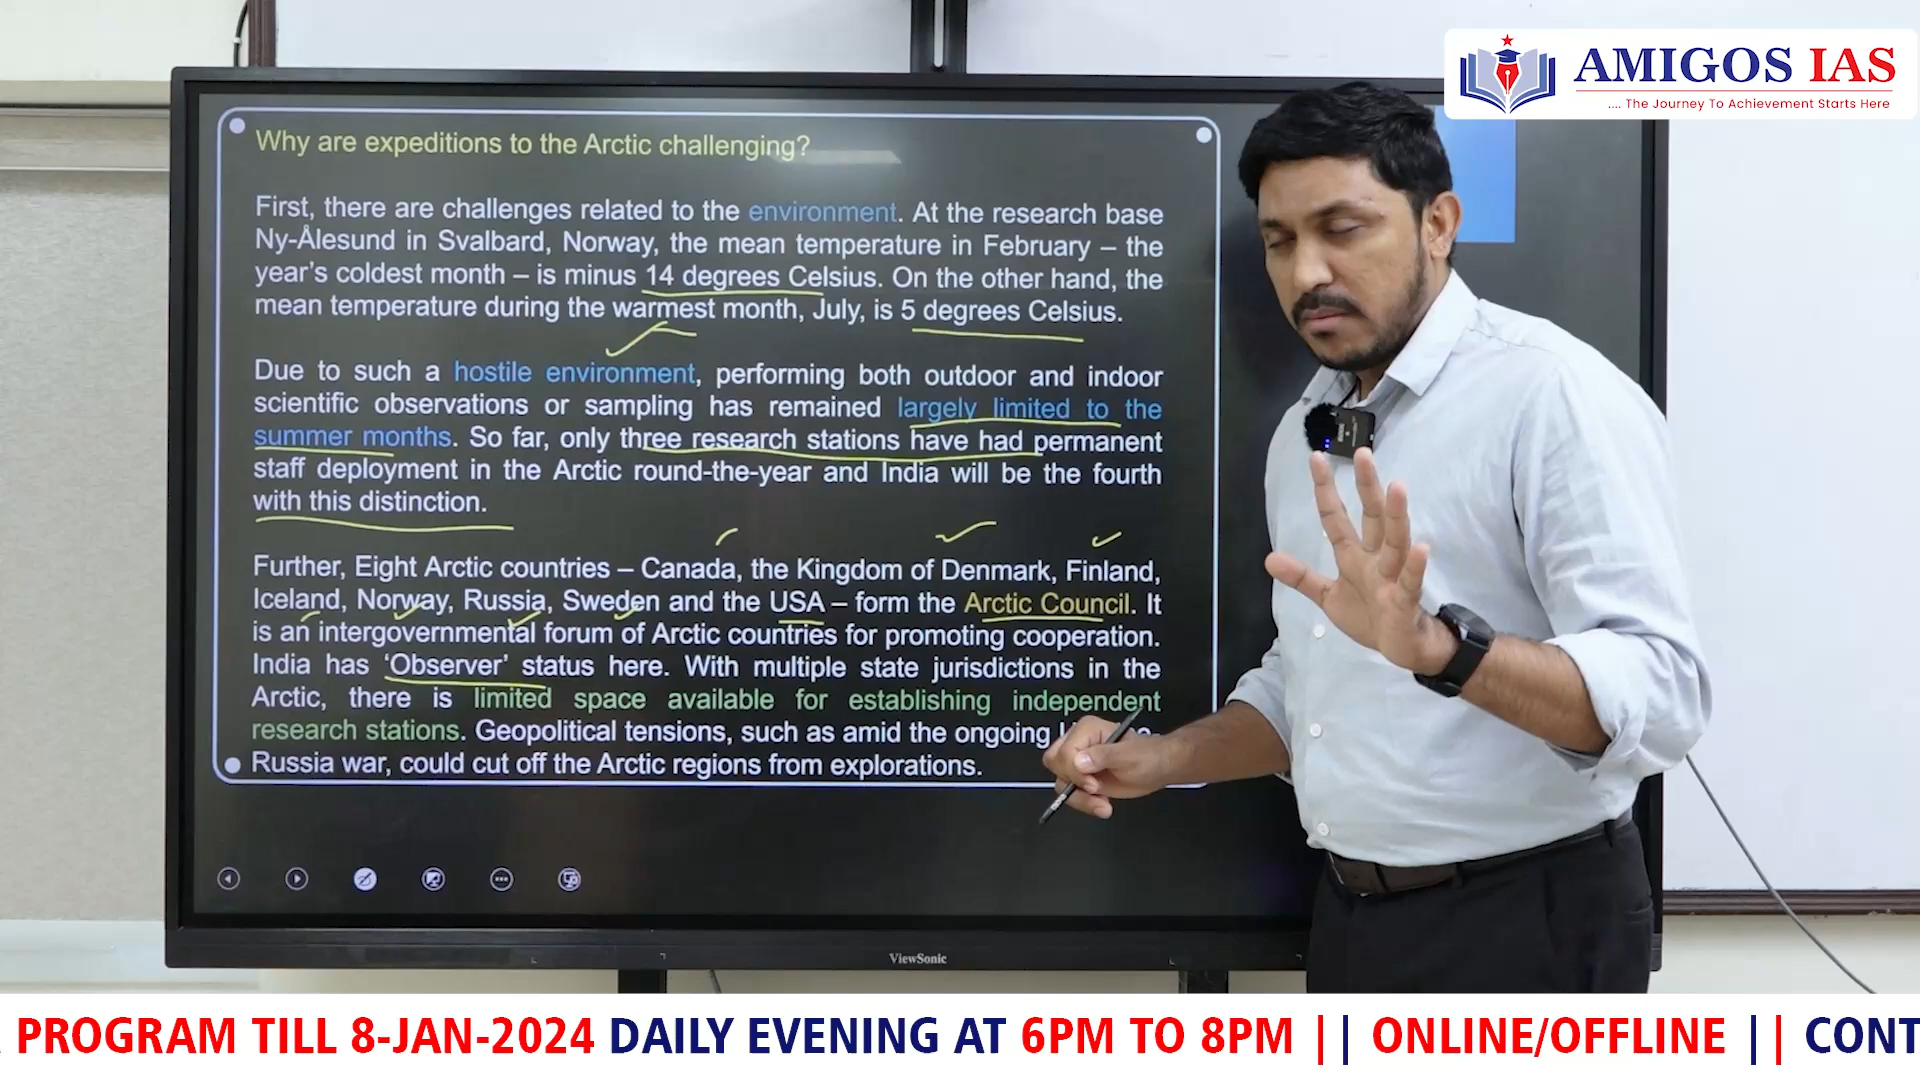 AMIGOS IAS
.... The Journey To Achievement Starts Here
Why are expeditions to the Arctic challenging?
First, there are challenges related to the environment. At the research base
Ny-Ålesund in Svalbard, Norway, the mean temperature in February – the
year's coldest month – is minus 14 degrees Celsius. On the other hand, the
mean temperature during the warmest month, July, is 5 degrees Celsius.
Due to such a hostile environment, performing both outdoor and indoor
scientific observations or sampling has remained largely limited to the
summer months. So far, only three research stations have had permanent
staff deployment in the Arctic round-the-year and India will be the fourth
with this distinction.
Further, Eight Arctic countries – Canada, the Kingdom of Denmark, Finland,
Iceland, Norway, Russia, Sweden and the USA – form the Arctic Council. It
is an intergovernmental forum of Arctic countries for promoting cooperation.
India has 'Observer' status here. With multiple state jurisdictions in the
Arctic, there is limited space available for establishing independent
research stations. Geopolitical tensions, such as amid the ongoing
Russia war, could cut off the Arctic regions from explorations.
ViewSonic
PROGRAM TILL 8-JAN-2024 DAILY EVENING AT 6PM TO 8PM || ONLINE/OFFLINE || CONT